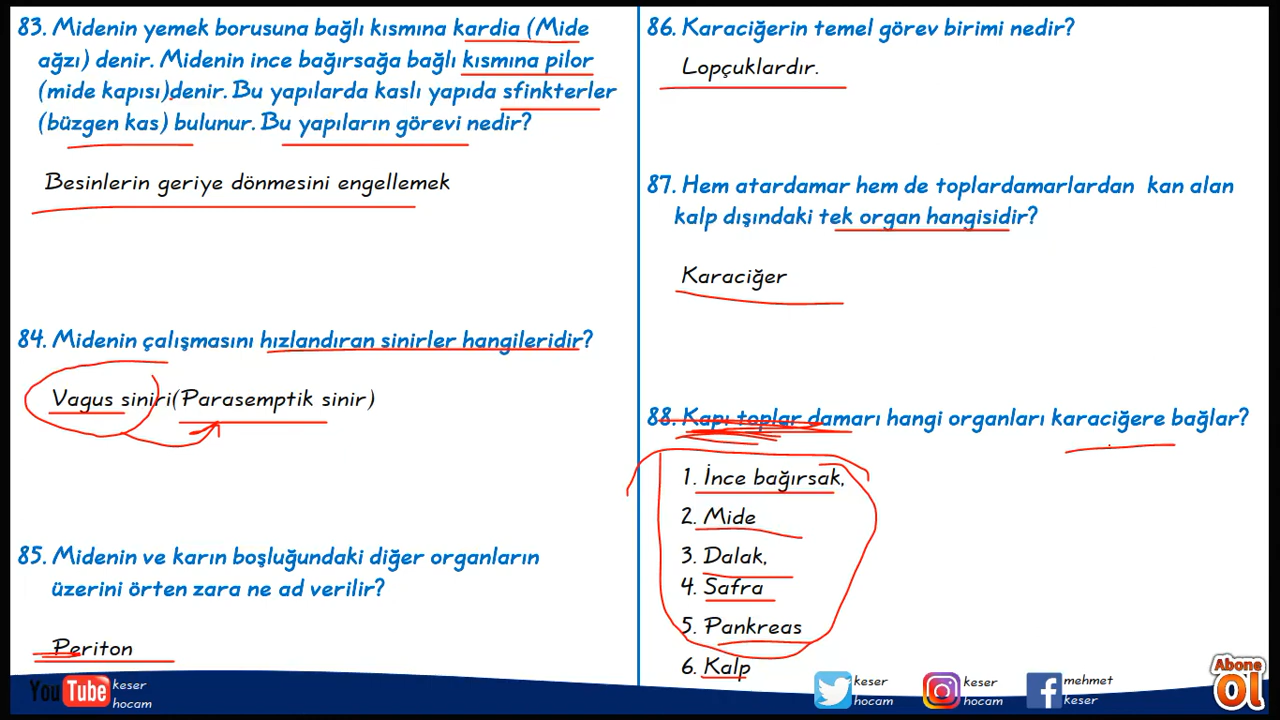 83. Midenin yemek borusuna bağlı kısmına kardia (Mide
ağzı) denir. Midenin ince bağırsağa bağlı kısmına pilor
(mide kapısı)denir. Bu yapılarda kaslı yapıda sfinkterler
(büzgen kas) bulunur. Bu yapıların görevi nedir?
Besinlerin geriye dönmesini engellemek
84. Midenin çalışmasını hızlandıran sinirler hangileridir?
Vagus siniri(Parasemptik sinir)
85. Midenin ve karın boşluğundaki diğer organların
üzerini örten zara ne ad verilir?
Periton
86. Karaciğerin temel görev birimi nedir?
Lopçuklardır.
87. Hem atardamar hem de toplardamarlardan kan alan
kalp dışındaki tek organ hangisidir?
Karaciğer
88. Kapı toplar damarı hangi organları karaciğere bağlar?
1. İnce bağırsak,
2. Mide
3. Dalak,
4. Safra
5. Pankreas
6. Kalp
YouTube
keser
hocam
keser
hocam
keser
hocam
mehmet
keser
Abone
OL